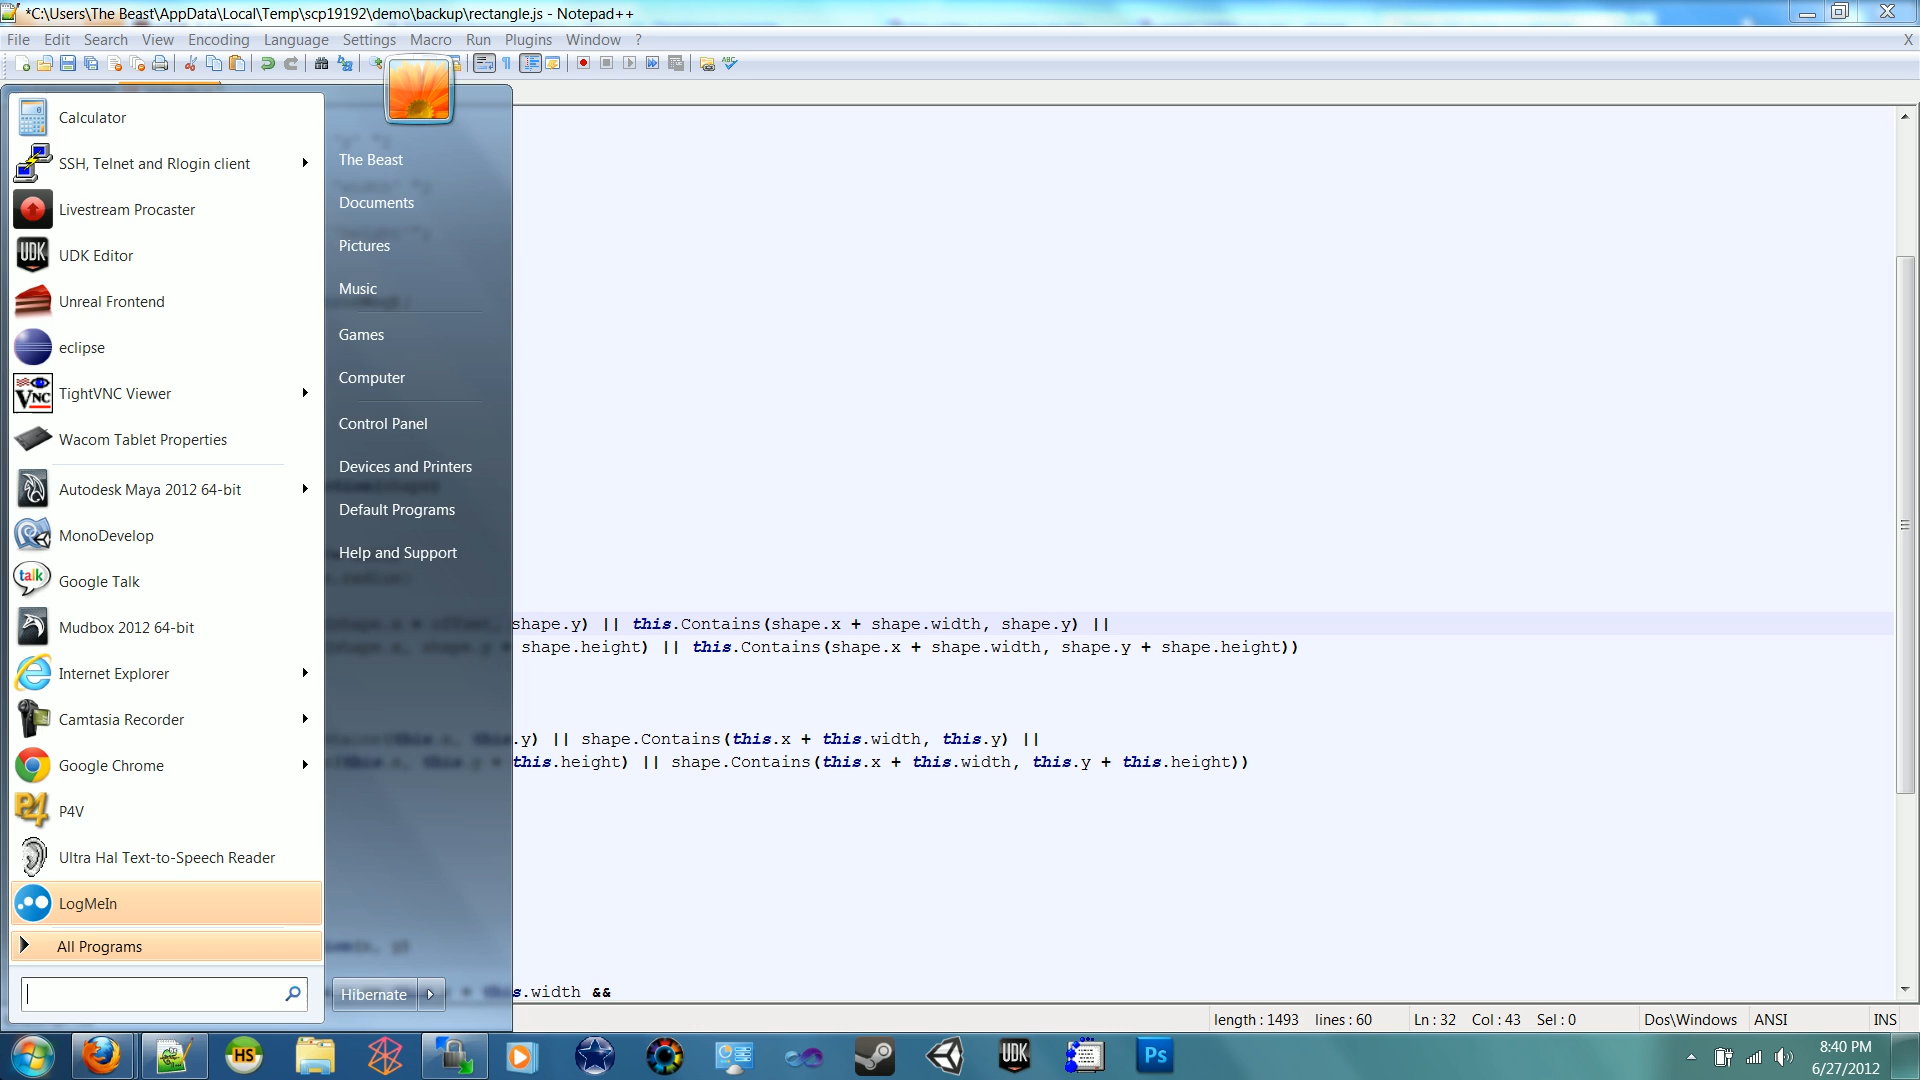 *C:\Users\The Beast\AppData\Local\Temp\scp19192\demo\backup\rectangle.js - Notepad++
File Edit Search View Encoding Language Settings Macro Run Plugins Window ? X
Calculator
SSH, Telnet and Rlogin client
Livestream Procaster
UDK Editor
Unreal Frontend
eclipse
TightVNC Viewer
Wacom Tablet Properties
Autodesk Maya 2012 64-bit
MonoDevelop
Google Talk
Mudbox 2012 64-bit
Internet Explorer
Camtasia Recorder
Google Chrome
P4V
Ultra Hal Text-to-Speech Reader
LogMeIn
All Programs
The Beast
Documents
Pictures
Music
Games
Computer
Control Panel
Devices and Printers
Default Programs
Help and Support
Hibernate
shape.y) || this.Contains(shape.x + shape.width, shape.y) ||
shape.height) || this.Contains(shape.x + shape.width, shape.y + shape.height))
.y) || shape.Contains(this.x + this.width, this.y) ||
this.height) || shape.Contains(this.x + this.width, this.y + this.height))
s.width &&
length : 1493 lines : 60 Ln : 32 Col : 43 Sel : 0 Dos\Windows ANSI INS
HS UDK Ps
8:40 PM
6/27/2012